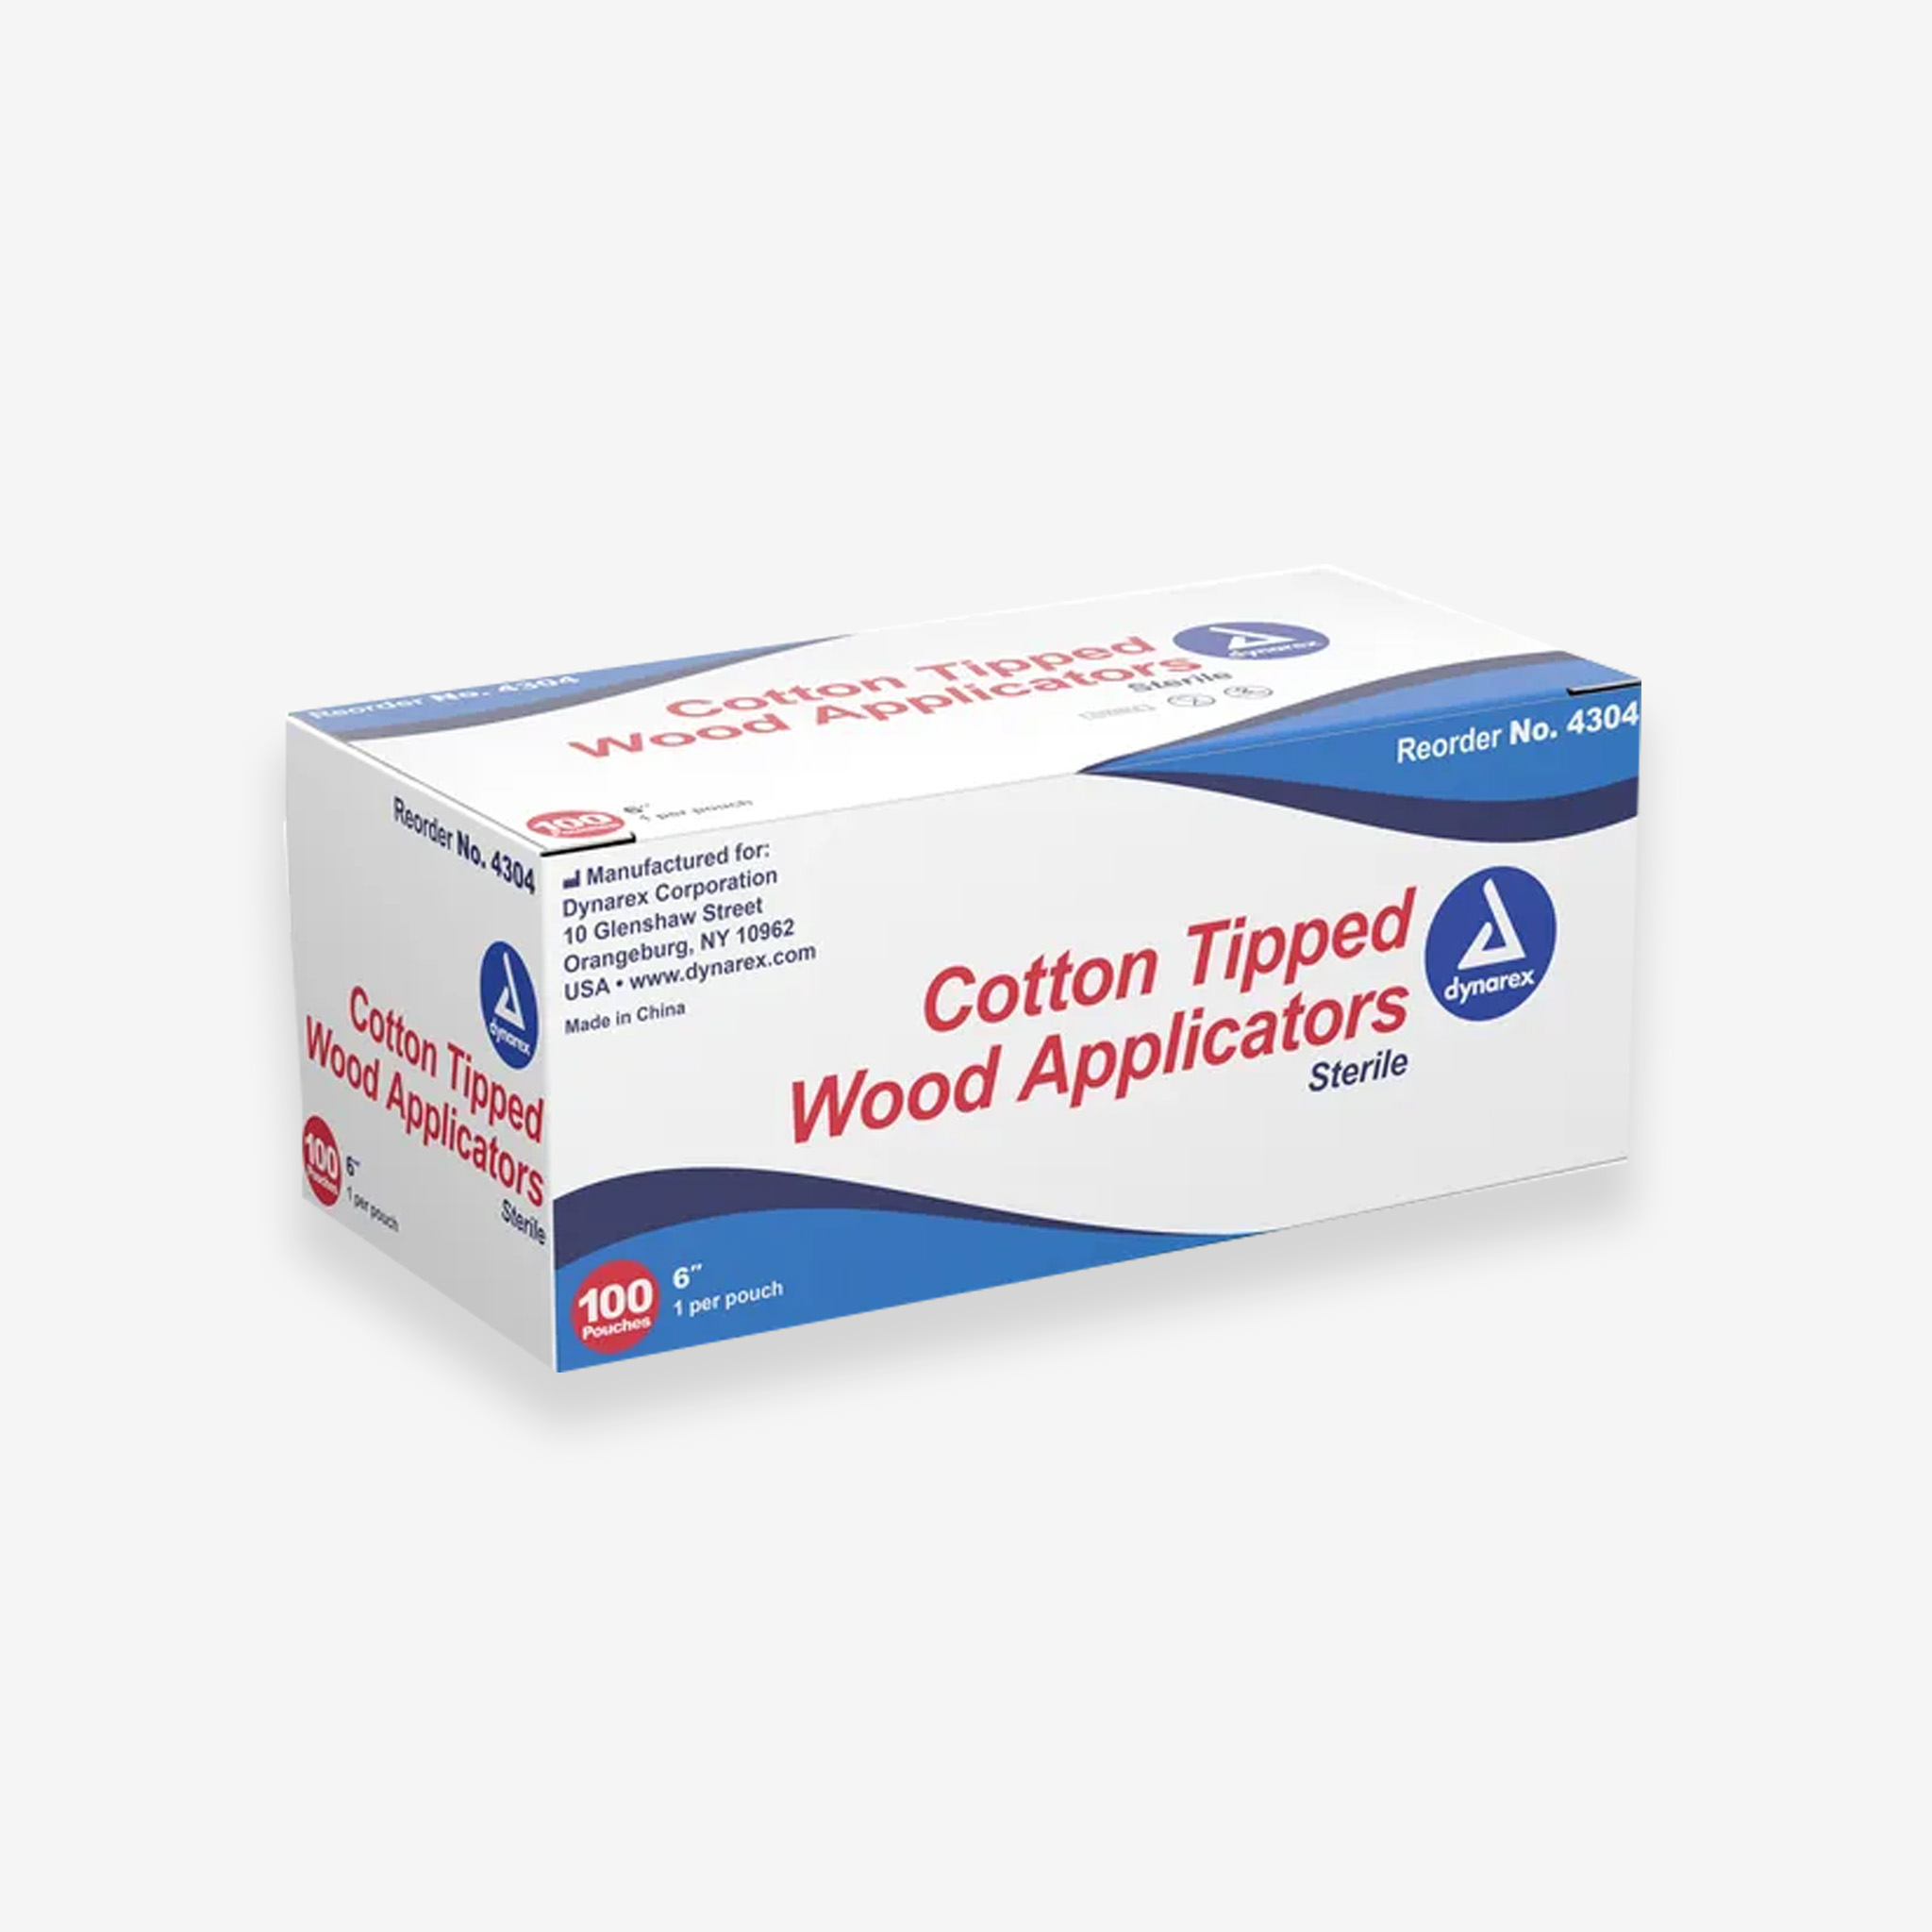 Reorder No. 4304
Cotton Tipped
Wood Applicators
Sterile
dynarex
100
6"
1 per pouch
Reorder No. 4304
dynarex
Cotton Tipped
Wood Applicators
Sterile
100
Pouches
6"
1 per pouch
Reorder No. 4304
Manufactured for:
Dynarex Corporation
10 Glenshaw Street
Orangeburg, NY 10962
USA • www.dynarex.com
Made in China
Cotton Tipped
Wood Applicators
Sterile
dynarex
100
Pouches
6"
1 per pouch